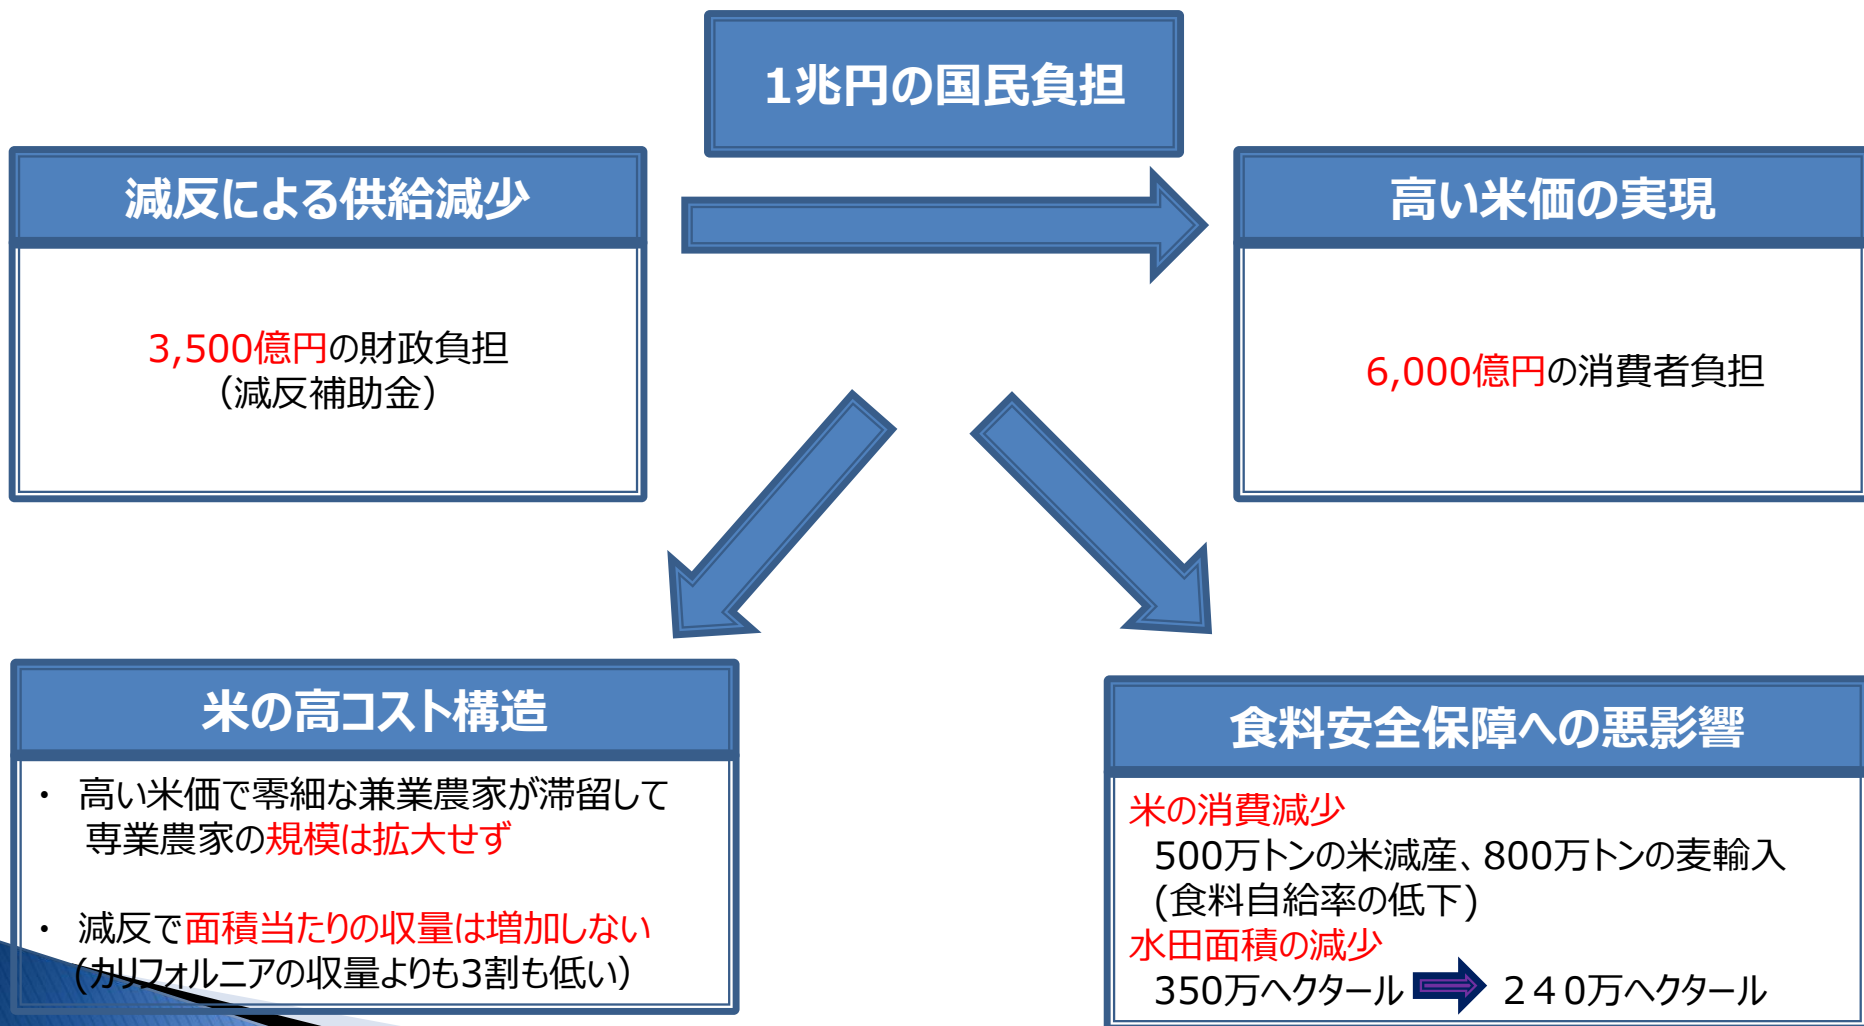 1兆円の国民負担
減反による供給減少
3,500億円の財政負担
（減反補助金）
高い米価の実現
6,000億円の消費者負担
米の高コスト構造
・ 高い米価で零細な兼業農家が滞留して
専業農家の規模は拡大せず
・ 減反で面積当たりの収量は増加しない
(カリフォルニアの収量よりも3割も低い）
食料安全保障への悪影響
米の消費減少
500万トンの米減産、800万トンの麦輸入
(食料自給率の低下)
水田面積の減少
350万ヘクタール ２４０万ヘクタール